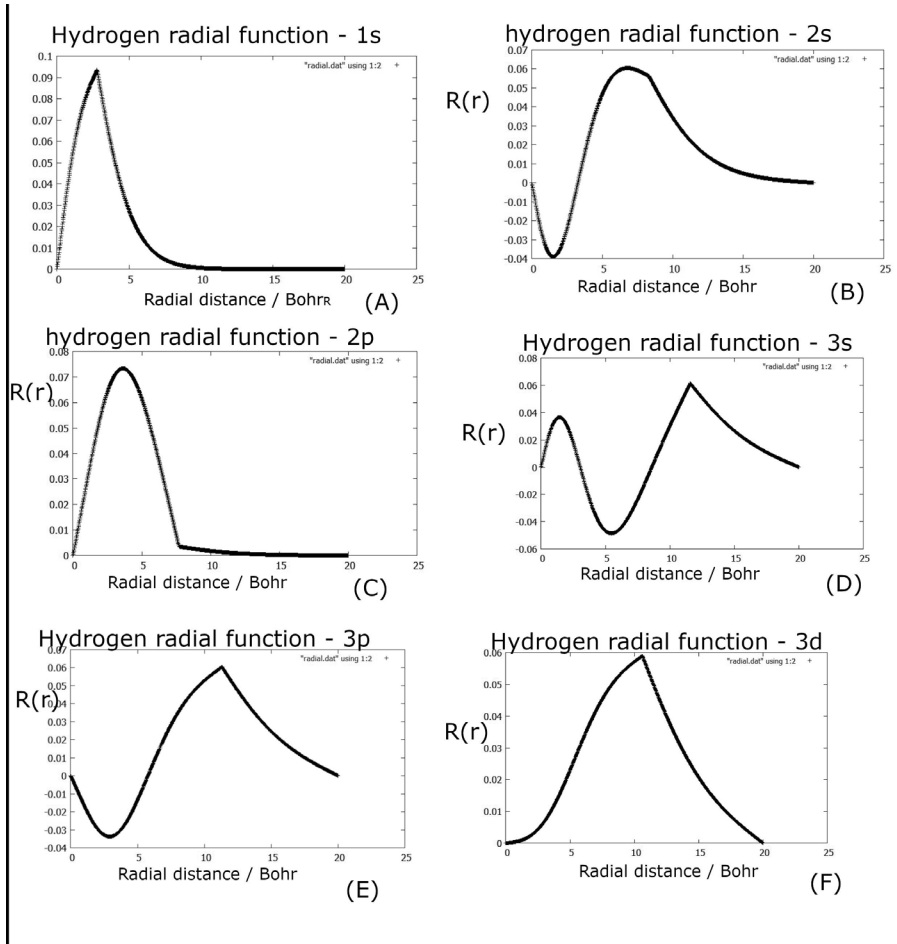 Hydrogen radial function - 1s
0.1
0.09
0.08
0.07
0.06
0.05
0.04
0.03
0.02
0.01
0
"radial.dat" using 1:2 +
0 5 10 15 20 25
Radial distance / BohrR
(A)
hydrogen radial function - 2s
R(r)
0.07
0.06
0.05
0.04
0.03
0.02
0.01
0
-0.01
-0.02
-0.03
-0.04
"radial.dat" using 1:2 +
0 5 10 15 20 25
Radial distance / Bohr
(B)
hydrogen radial function - 2p
R(r)
0.08
0.07
0.06
0.05
0.04
0.03
0.02
0.01
0
"radial.dat" using 1:2 +
0 5 10 15 20 25
Radial distance / Bohr
(C)
Hydrogen radial function - 3s
R(r)
0.08
0.06
0.04
0.02
0
-0.02
-0.04
-0.06
"radial.dat" using 1:2 +
0 5 10 15 20 25
Radial distance / Bohr
(D)
Hydrogen radial function - 3p
R(r)
0.07
0.06
0.05
0.04
0.03
0.02
0.01
0
-0.01
-0.02
-0.03
-0.04
"radial.dat" using 1:2 +
0 5 10 15 20 25
Radial distance / Bohr
(E)
Hydrogen radial function - 3d
R(r)
0.06
0.05
0.04
0.03
0.02
0.01
0
"radial.dat" using 1:2 +
0 5 10 15 20 25
Radial distance / Bohr
(F)